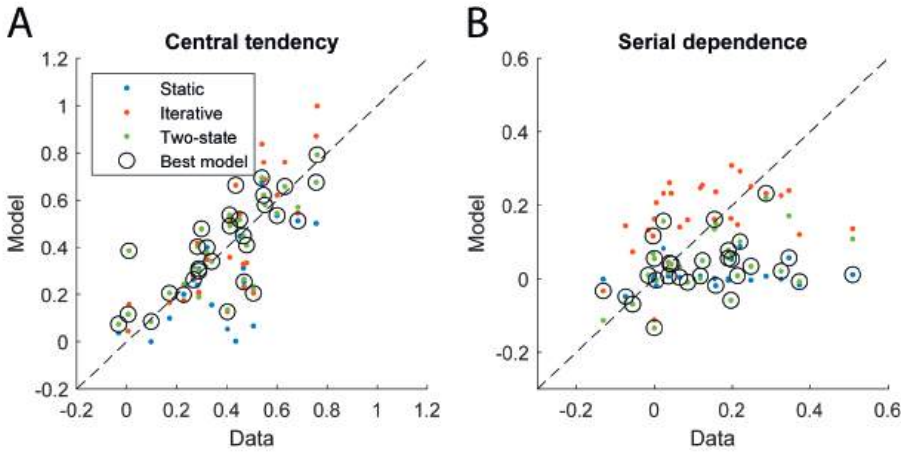 A
Central tendency
1.2
1
0.8
0.6
0.4
0.2
0
-0.2
Model
Static
Iterative
Two-state
Best model
-0.2 0 0.2 0.4 0.6 0.8 1 1.2
Data
B
Serial dependence
0.6
0.4
0.2
0
-0.2
Model
-0.2 0 0.2 0.4 0.6
Data